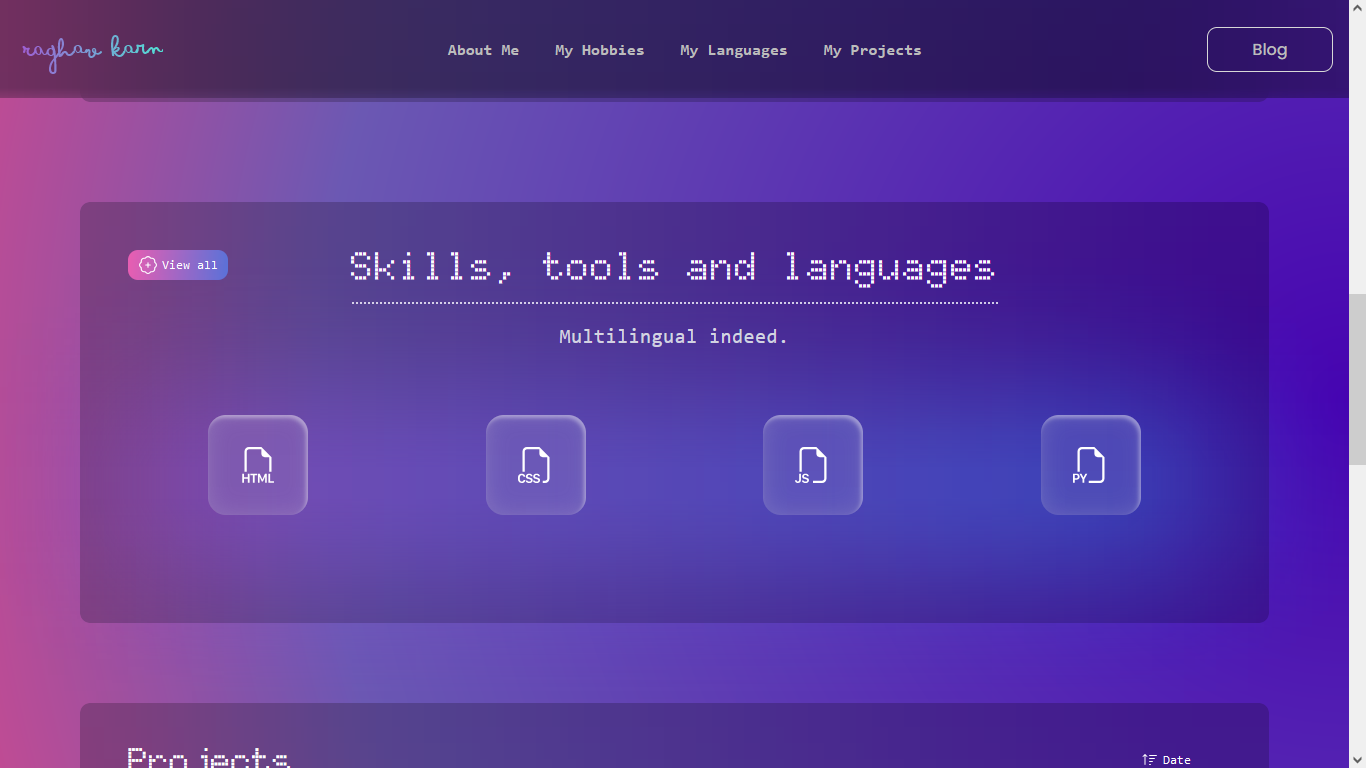 raghav karn
About Me My Hobbies My Languages My Projects
Blog
View all
Skills, tools and languages
Multilingual indeed.
HTML CSS JS PY
Projects
Date